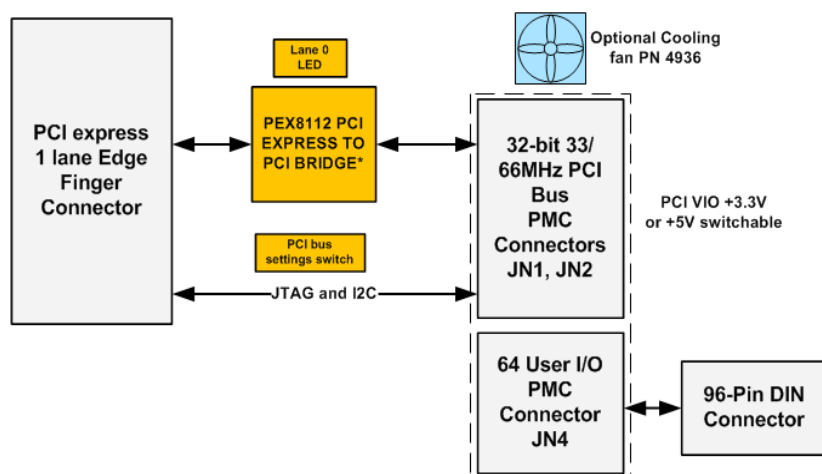 PCI express
1 lane Edge
Finger
Connector
Lane 0
LED
PEX8112 PCI
EXPRESS TO
PCI BRIDGE*
PCI bus
settings switch
JTAG and I2C
Optional Cooling
fan PN 4936
32-bit 33/
66MHz PCI
Bus
PMC
Connectors
JN1, JN2
PCI VIO +3.3V
or +5V switchable
64 User I/O
PMC
Connector
JN4
96-Pin DIN
Connector